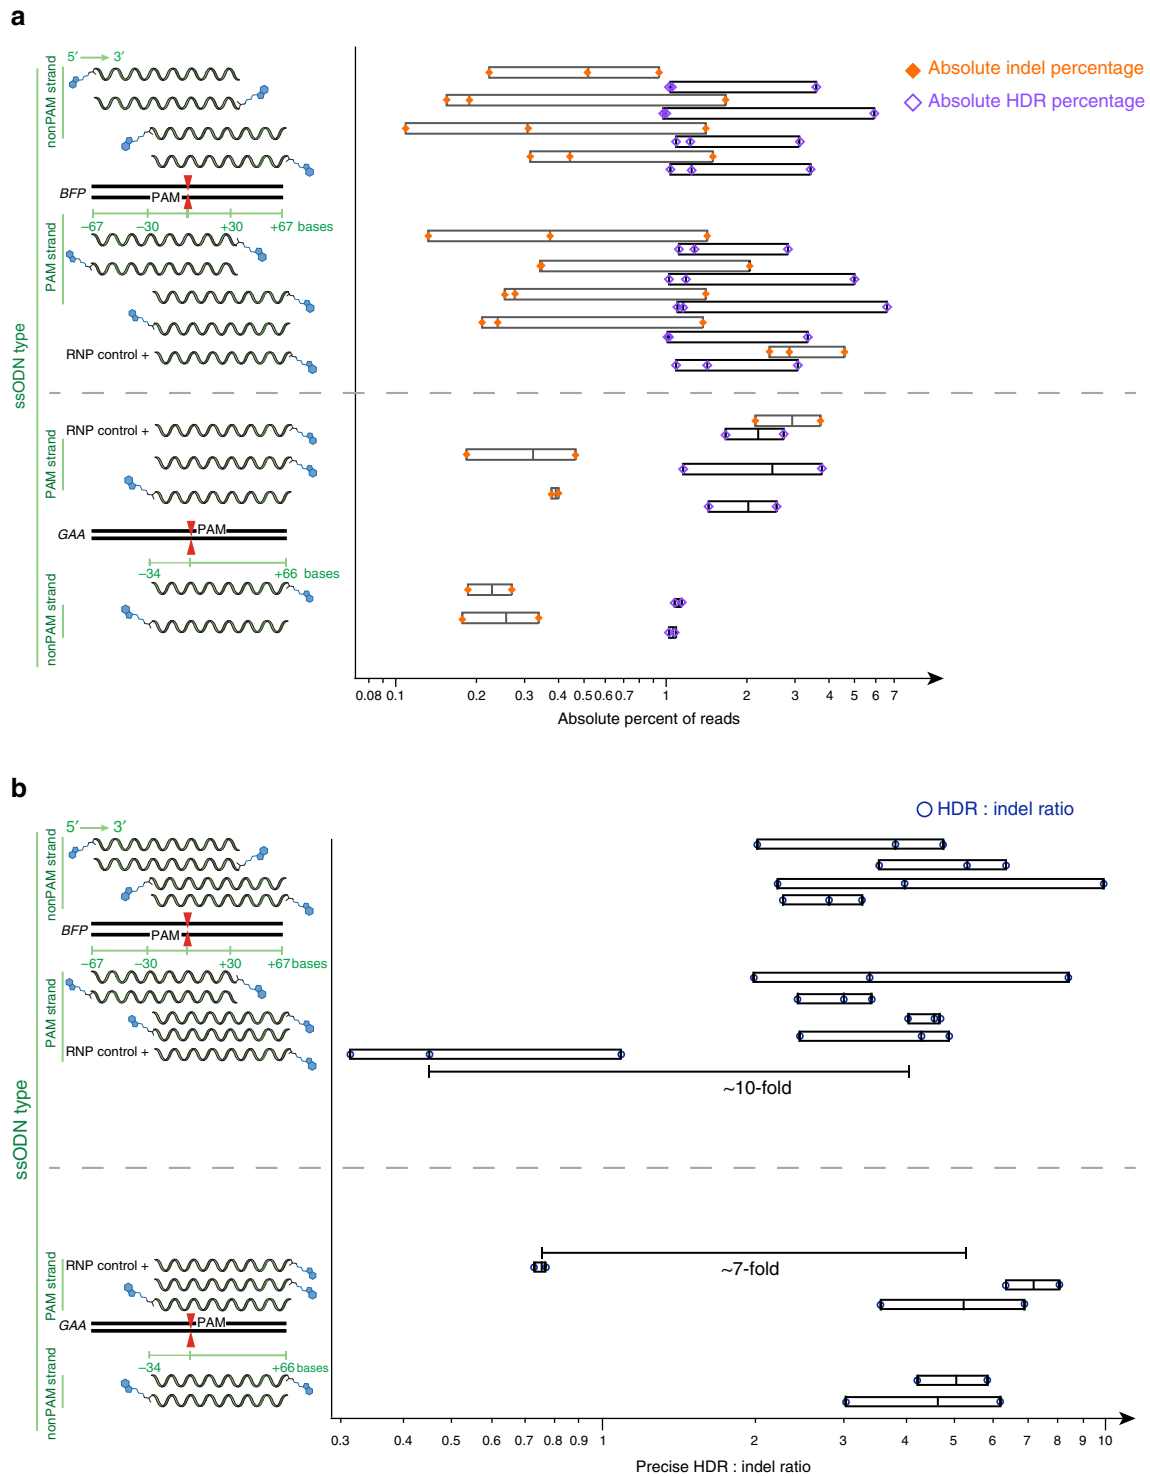 a
5′ 3′
nonPAM strand
Absolute indel percentage
Absolute HDR percentage
BFP
PAM
−67 −30 +30 +67 bases
PAM strand
ssODN type
RNP control +
RNP control +
PAM strand
GAA
PAM
−34 +66 bases
nonPAM strand
0.08 0.1 0.2 0.3 0.4 0.5 0.6 0.7 1 2 3 4 5 6 7
Absolute percent of reads
b
5′ 3′
nonPAM strand
HDR : indel ratio
BFP
PAM
−67 −30 +30 +67 bases
PAM strand
RNP control +
~10-fold
ssODN type
RNP control +
~7-fold
PAM strand
GAA
PAM
−34 +66 bases
nonPAM strand
0.3 0.4 0.5 0.6 0.7 0.8 0.9 1 2 3 4 5 6 7 8 9 10
Precise HDR : indel ratio